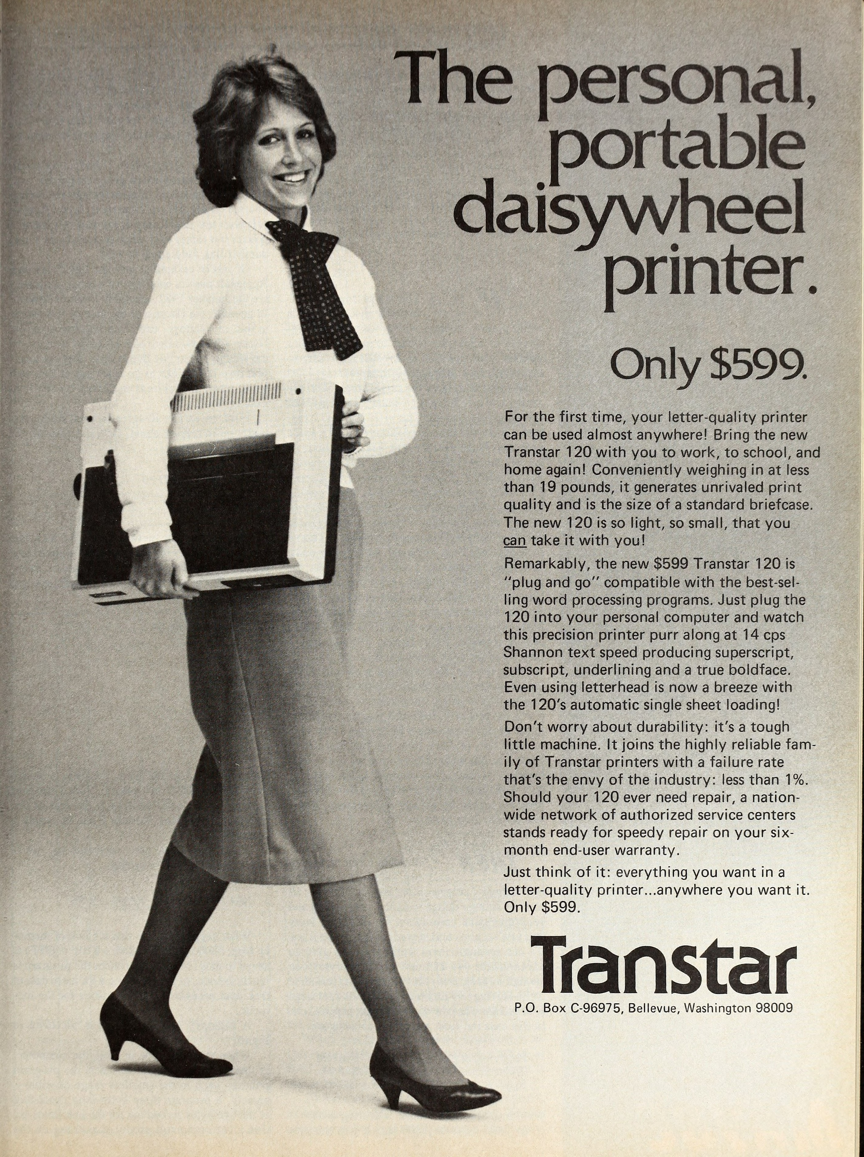 The personal,
portable
daisywheel
printer.
Only $599.
For the first time, your letter-quality printer
can be used almost anywhere! Bring the new
Transtar 120 with you to work, to school, and
home again! Conveniently weighing in at less
than 19 pounds, it generates unrivaled print
quality and is the size of a standard briefcase.
The new 120 is so light, so small, that you
can take it with you!
Remarkably, the new $599 Transtar 120 is
"plug and go" compatible with the best-sel-
ling word processing programs. Just plug the
120 into your personal computer and watch
this precision printer purr along at 14 cps
Shannon text speed producing superscript,
subscript, underlining and a true boldface.
Even using letterhead is now a breeze with
the 120's automatic single sheet loading!
Don't worry about durability: it's a tough
little machine. It joins the highly reliable fam-
ily of Transtar printers with a failure rate
that's the envy of the industry: less than 1%.
Should your 120 ever need repair, a nation-
wide network of authorized service centers
stands ready for speedy repair on your six-
month end-user warranty.
Just think of it: everything you want in a
letter-quality printer...anywhere you want it.
Only $599.
Transtar
P.O. Box C-96975, Bellevue, Washington 98009